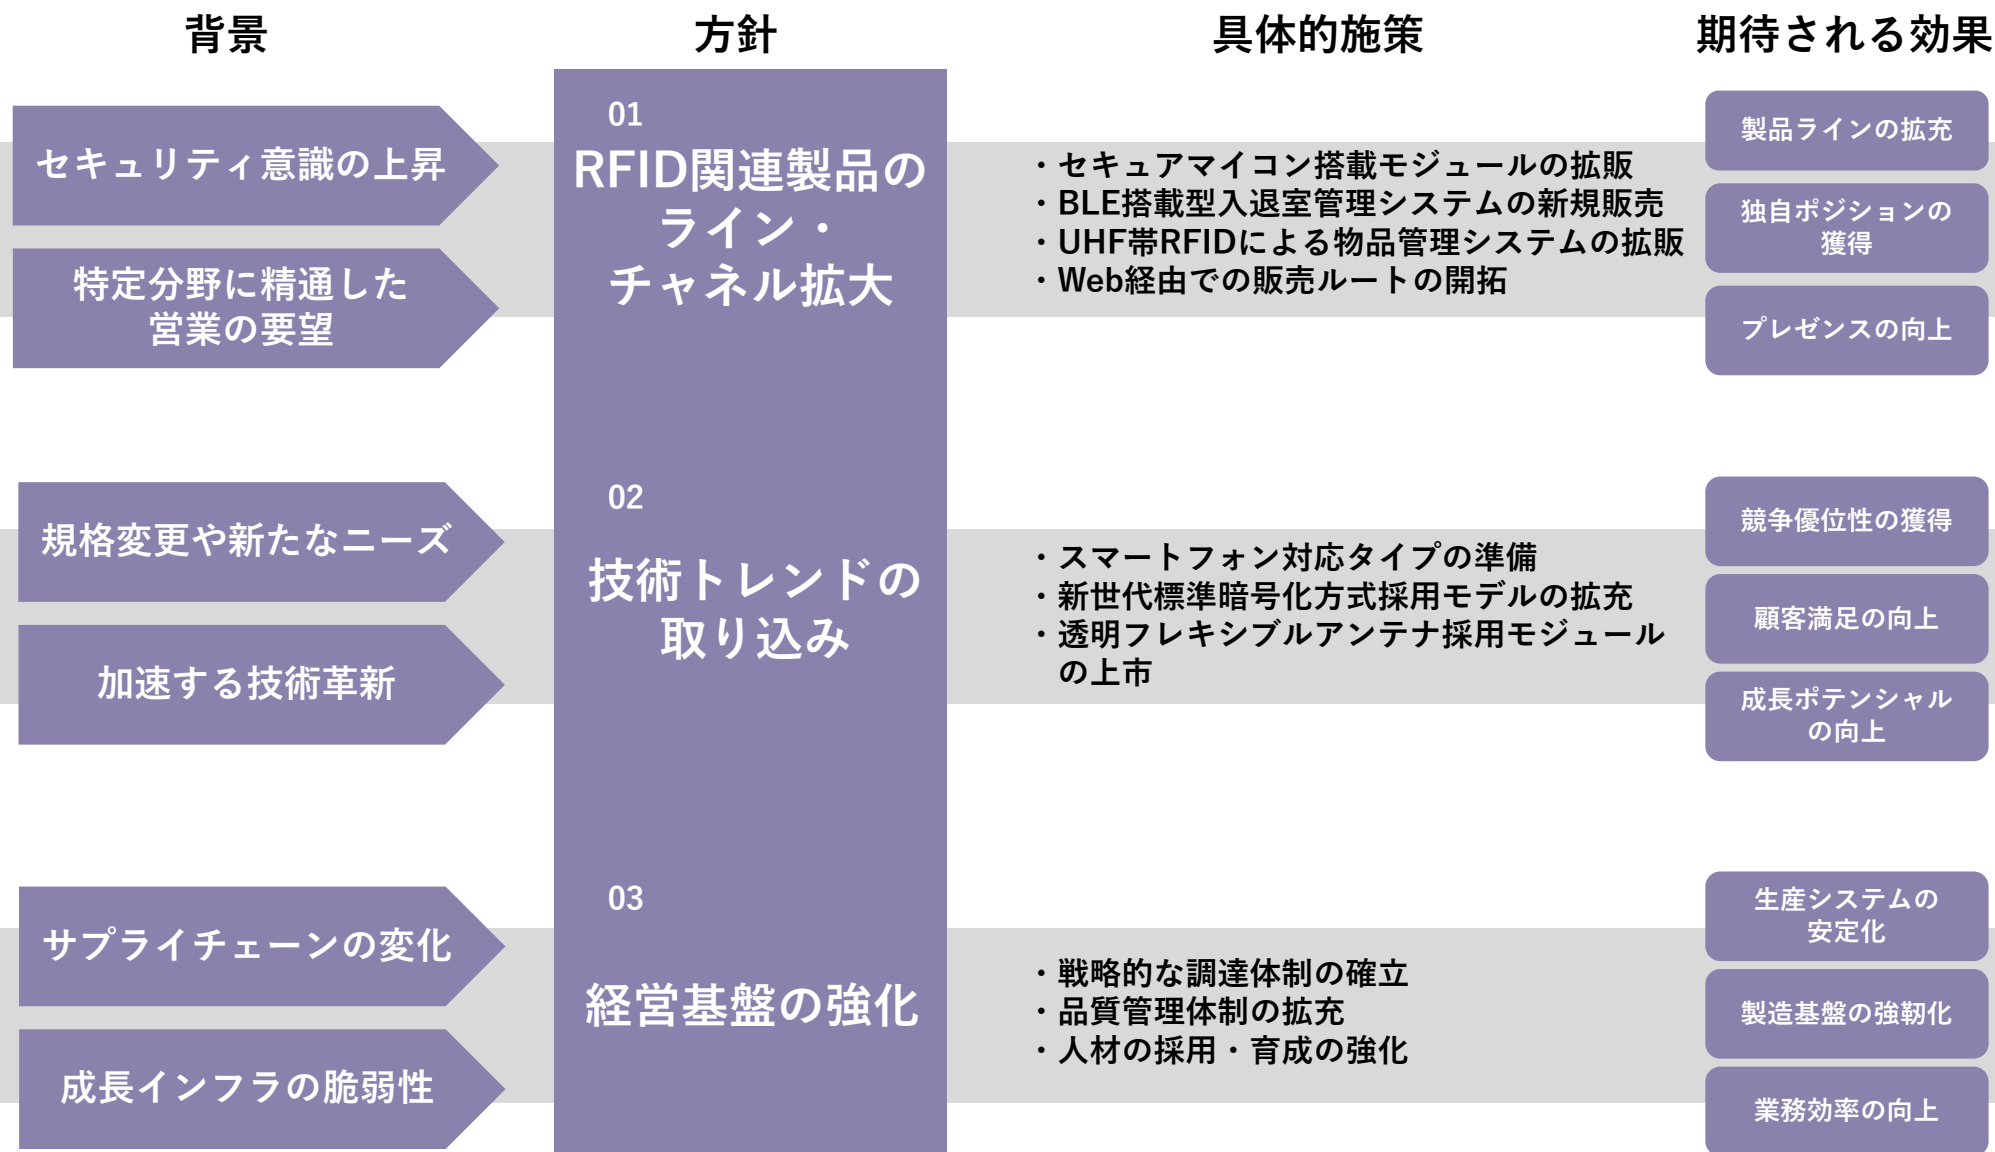 背景
方針
具体的施策
期待される効果
セキュリティ意識の上昇
特定分野に精通した
営業の要望
01
RFID関連製品の
ライン・
チャネル拡大
・セキュアマイコン搭載モジュールの拡販
・BLE搭載型入退室管理システムの新規販売
・UHF帯RFIDによる物品管理システムの拡販
・Web経由での販売ルートの開拓
製品ラインの拡充
独自ポジションの
獲得
プレゼンスの向上
規格変更や新たなニーズ
加速する技術革新
02
技術トレンドの
取り込み
・スマートフォン対応タイプの準備
・新世代標準暗号化方式採用モデルの拡充
・透明フレキシブルアンテナ採用モジュール
の上市
競争優位性の獲得
顧客満足の向上
成長ポテンシャル
の向上
サプライチェーンの変化
成長インフラの脆弱性
03
経営基盤の強化
・戦略的な調達体制の確立
・品質管理体制の拡充
・人材の採用・育成の強化
生産システムの
安定化
製造基盤の強靭化
業務効率の向上